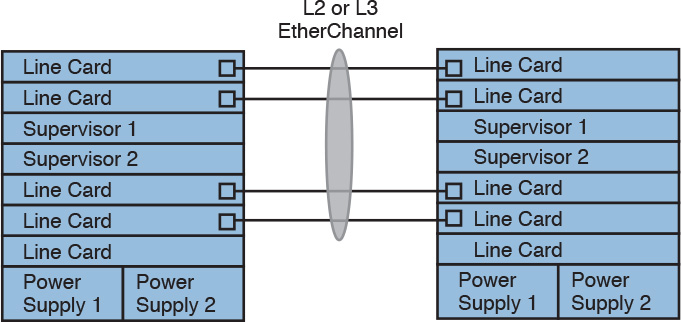 L2 or L3
EtherChannel
Line Card
Line Card
Supervisor 1
Supervisor 2
Line Card
Line Card
Line Card
Power
Supply 1
Power
Supply 2
Line Card
Line Card
Supervisor 1
Supervisor 2
Line Card
Line Card
Line Card
Power
Supply 1
Power
Supply 2